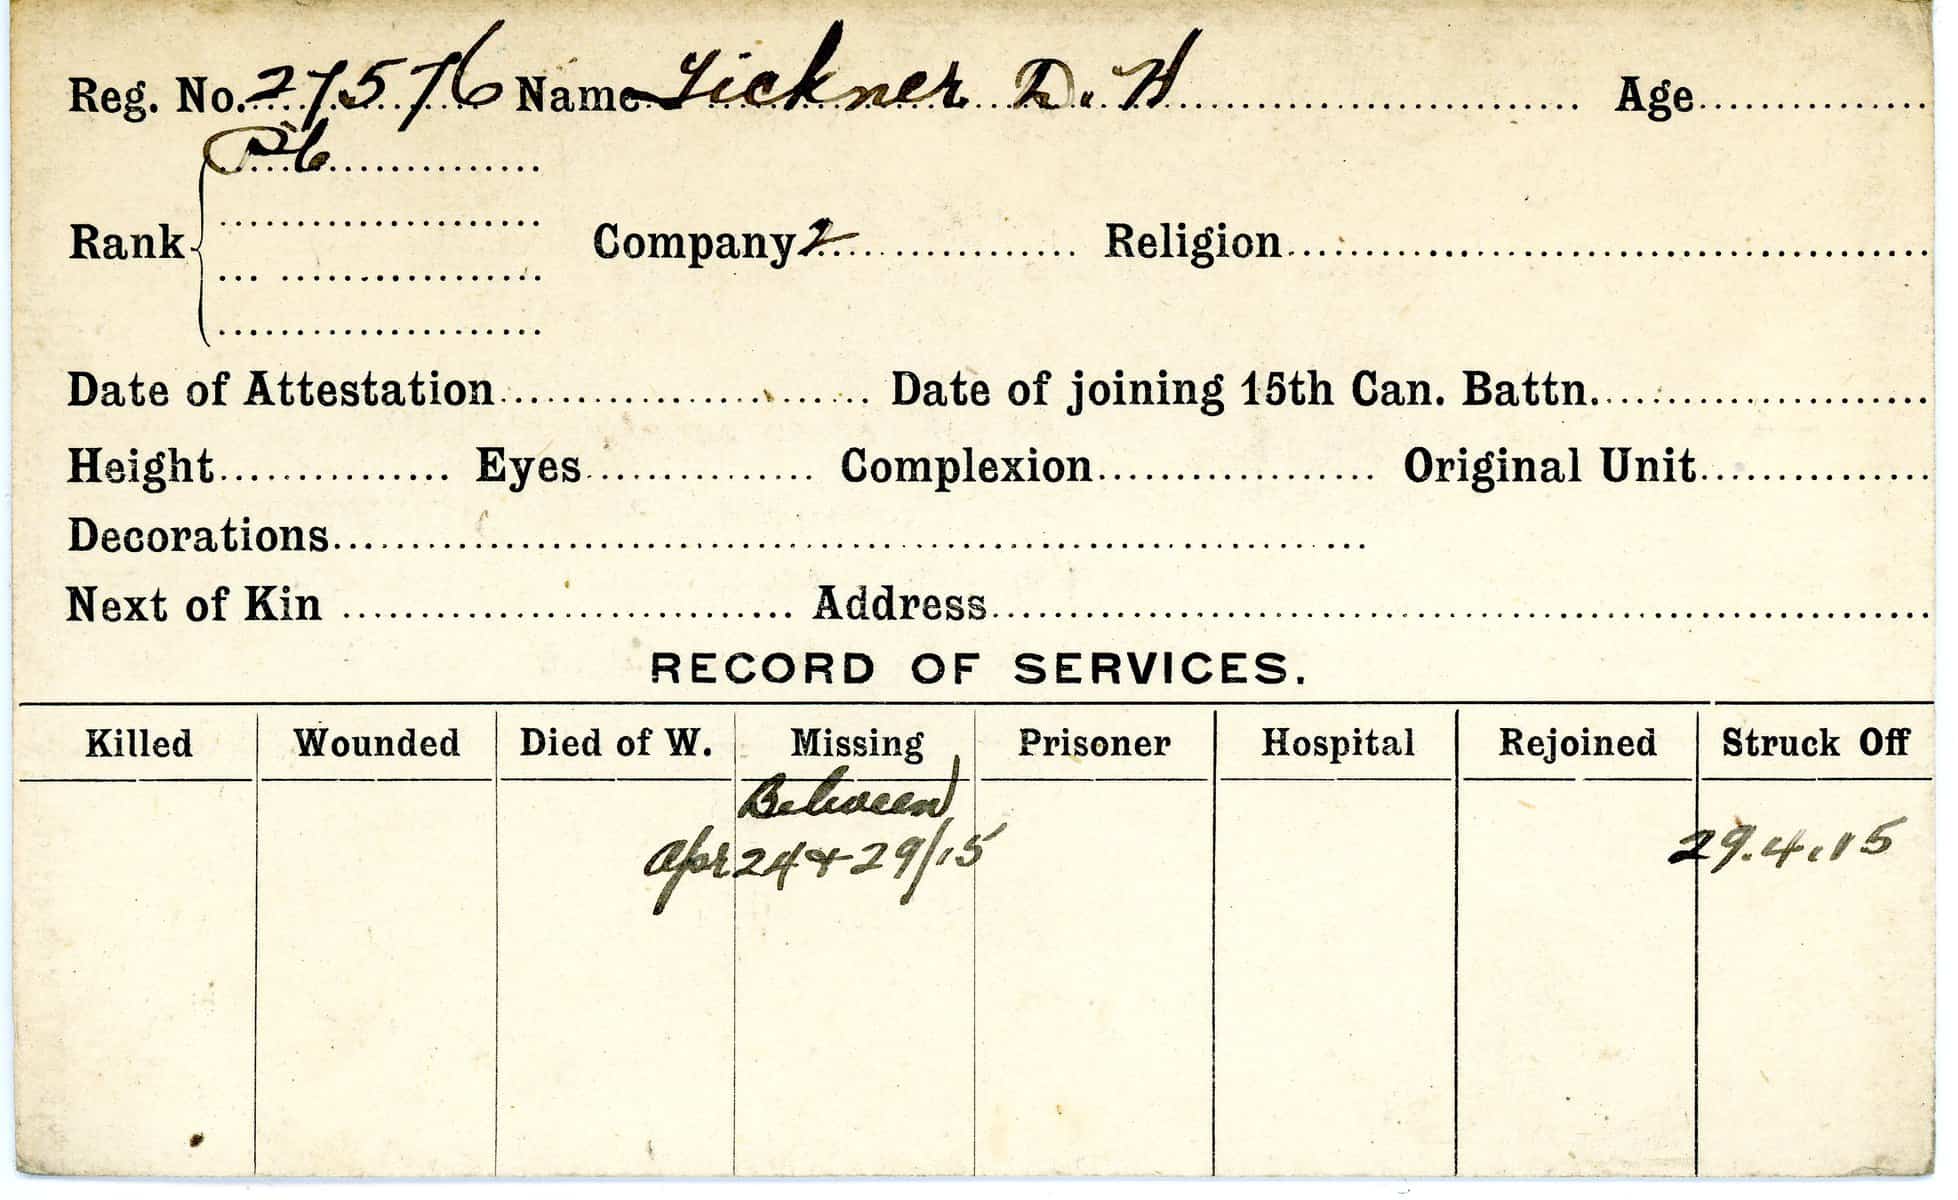 Reg. No. 27576 Name Tickner D. H Age
Pte
Rank Company 2 Religion
Date of Attestation Date of joining 15th Can. Battn.
Height Eyes Complexion Original Unit
Decorations
Next of Kin Address
RECORD OF SERVICES.
Killed Wounded Died of W. Missing Prisoner Hospital Rejoined Struck Off
Between
Apr 24 + 29/15 29.4.15